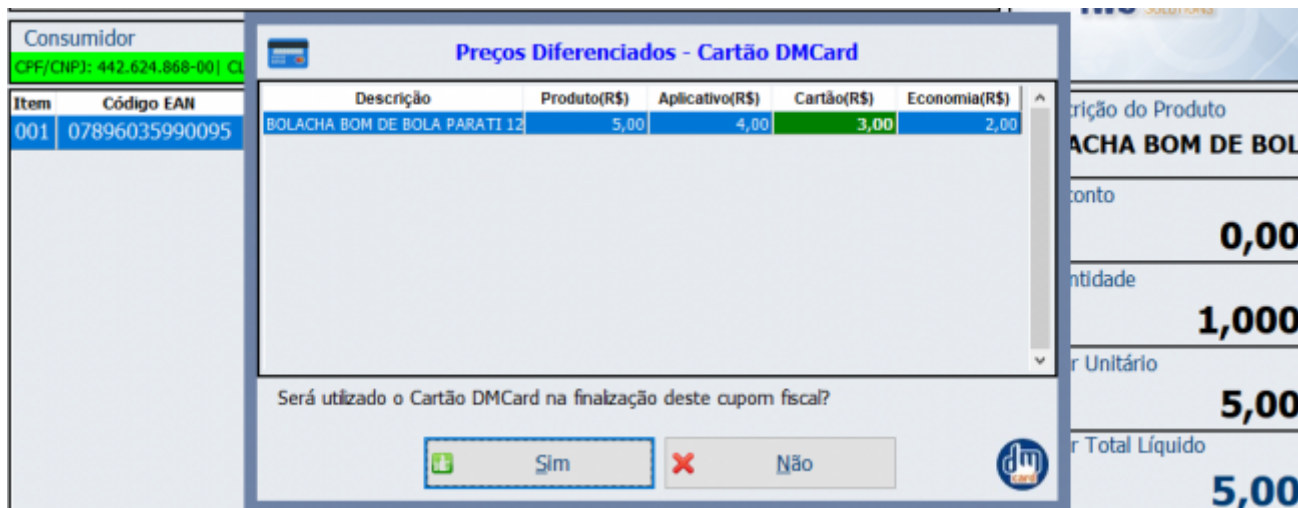 SOLUTIONS
Consumidor
CPF/CNPJ: 442.624.868-00| CL
Item Código EAN
001 07896035990095
Preços Diferenciados - Cartão DMCard
Descrição Produto(R$) Aplicativo(R$) Cartão(R$) Economia(R$)
BOLACHA BOM DE BOLA PARATI 12 5,00 4,00 3,00 2,00
Será utilizado o Cartão DMCard na finalização deste cupom fiscal?
Sim Não
dm
card
rição do Produto
ACHA BOM DE BOL
conto
0,00
ntidade
1,000
r Unitário
5,00
r Total Líquido
5,00